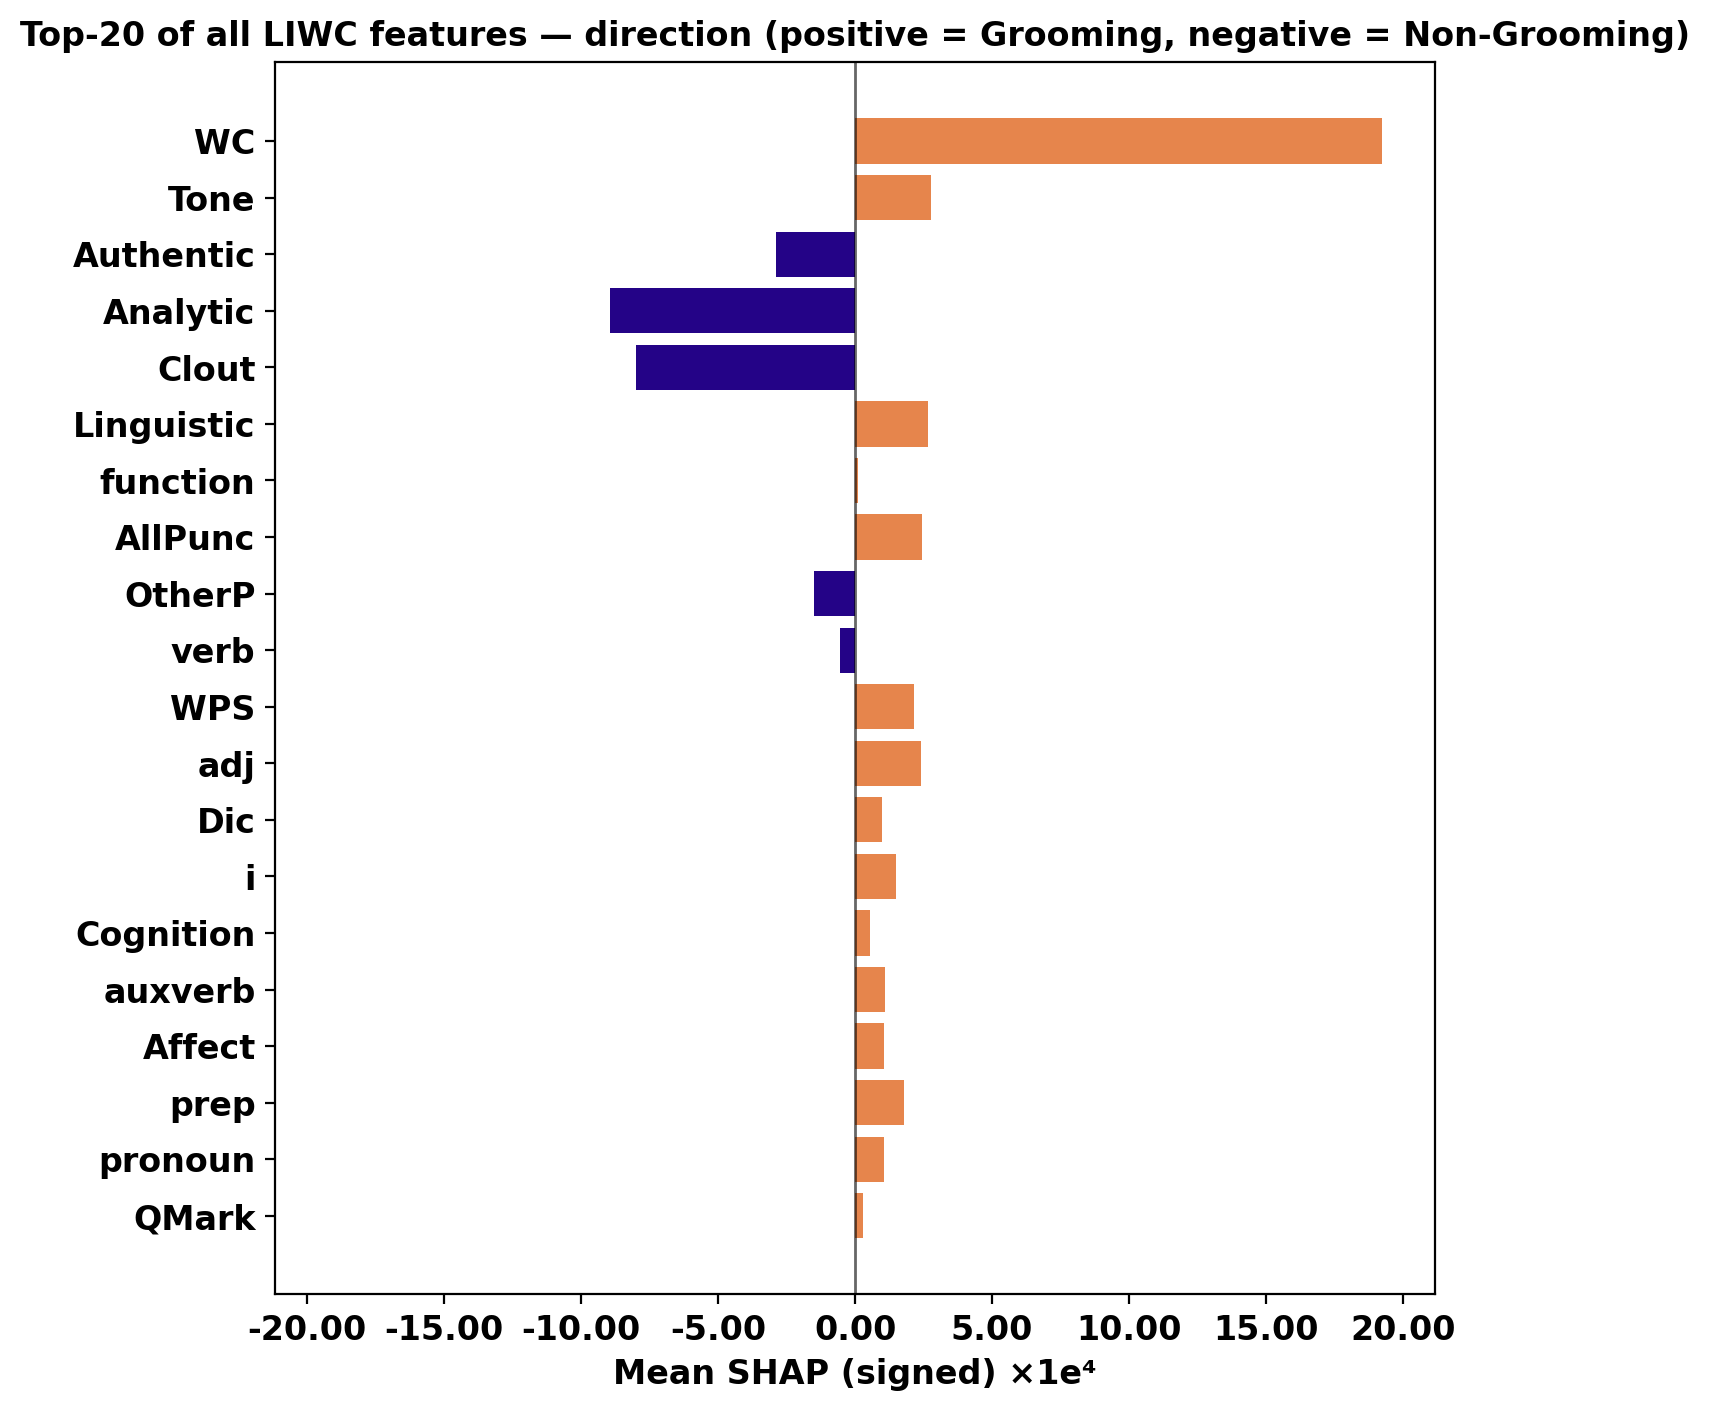 Top-20 of all LIWC features — direction (positive = Grooming, negative = Non-Grooming)
WC
Tone
Authentic
Analytic
Clout
Linguistic
function
AllPunc
OtherP
verb
WPS
adj
Dic
i
Cognition
auxverb
Affect
prep
pronoun
QMark
-20.00 -15.00 -10.00 -5.00 0.00 5.00 10.00 15.00 20.00
Mean SHAP (signed) ×1e⁴